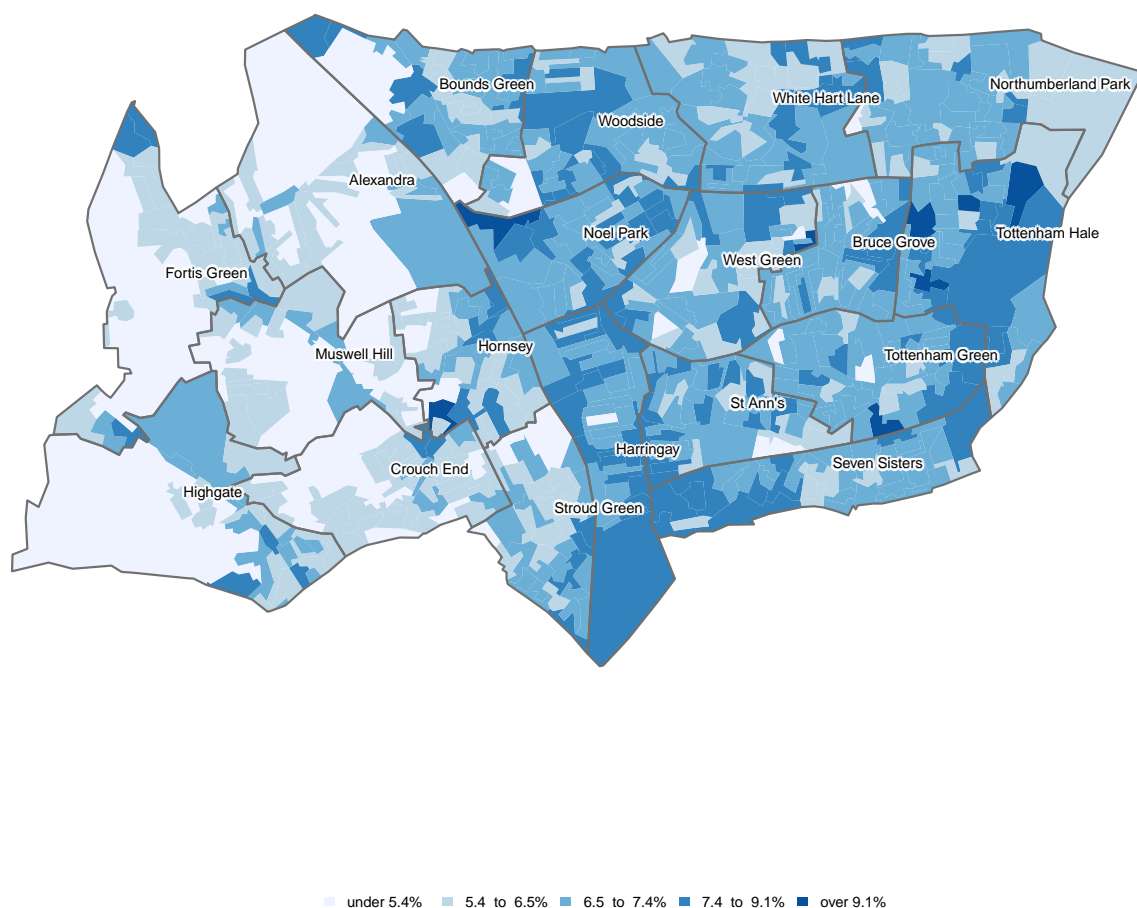 Bounds Green
Northumberland Park
White Hart Lane
Woodside
Alexandra
Noel Park
Tottenham Hale
Bruce Grove
West Green
Fortis Green
Hornsey
Muswell Hill
Tottenham Green
St Ann's
Harringay
Seven Sisters
Crouch End
Highgate
Stroud Green
under 5.4% 5.4 to 6.5% 6.5 to 7.4% 7.4 to 9.1% over 9.1%